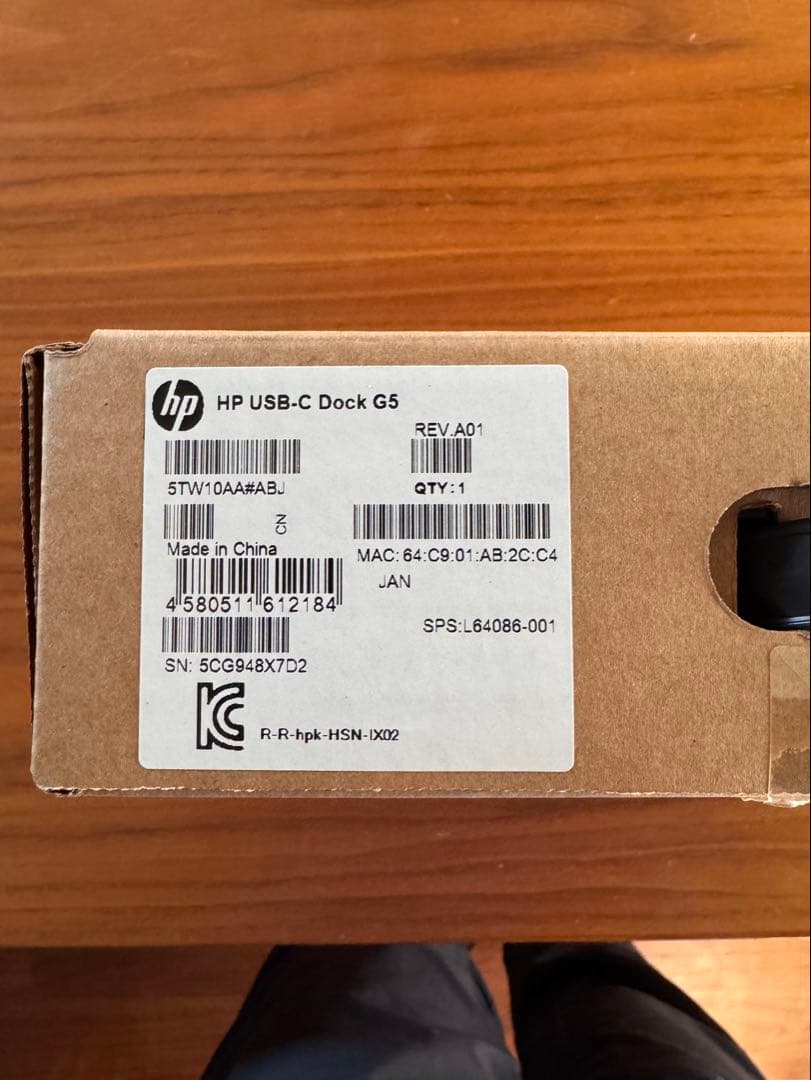 hp HP USB-C Dock G5
REV.A01
5TW10AA#ABJ
QTY:1
CN
Made in China
MAC:64:C9:01:AB:2C:C4
JAN
4 580511 612184
SPS:L64086-001
SN: 5CG948X7D2
R-R-hpk-HSN-IX02